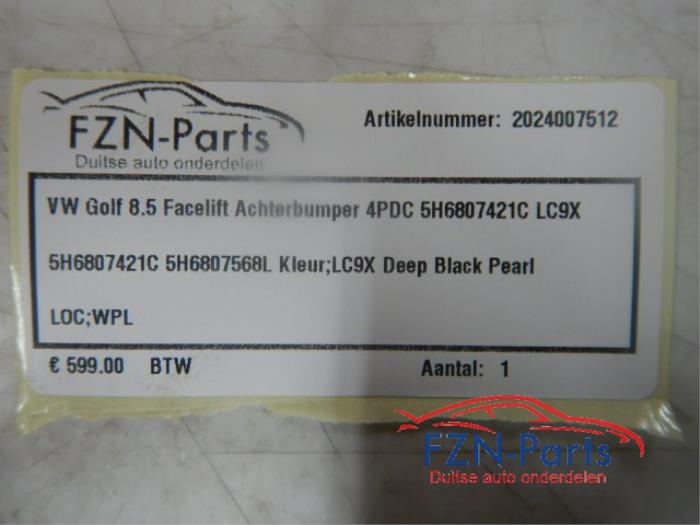 FZN-Parts
Duitse auto onderdelen
Artikelnummer: 2024007512
VW Golf 8.5 Facelift Achterbumper 4PDC 5H6807421C LC9X
5H6807421C 5H6807568L Kleur;LC9X Deep Black Pearl
LOC;WPL
€ 599.00 BTW
Aantal: 1
FZN-Parts
Duitse auto onderdelen